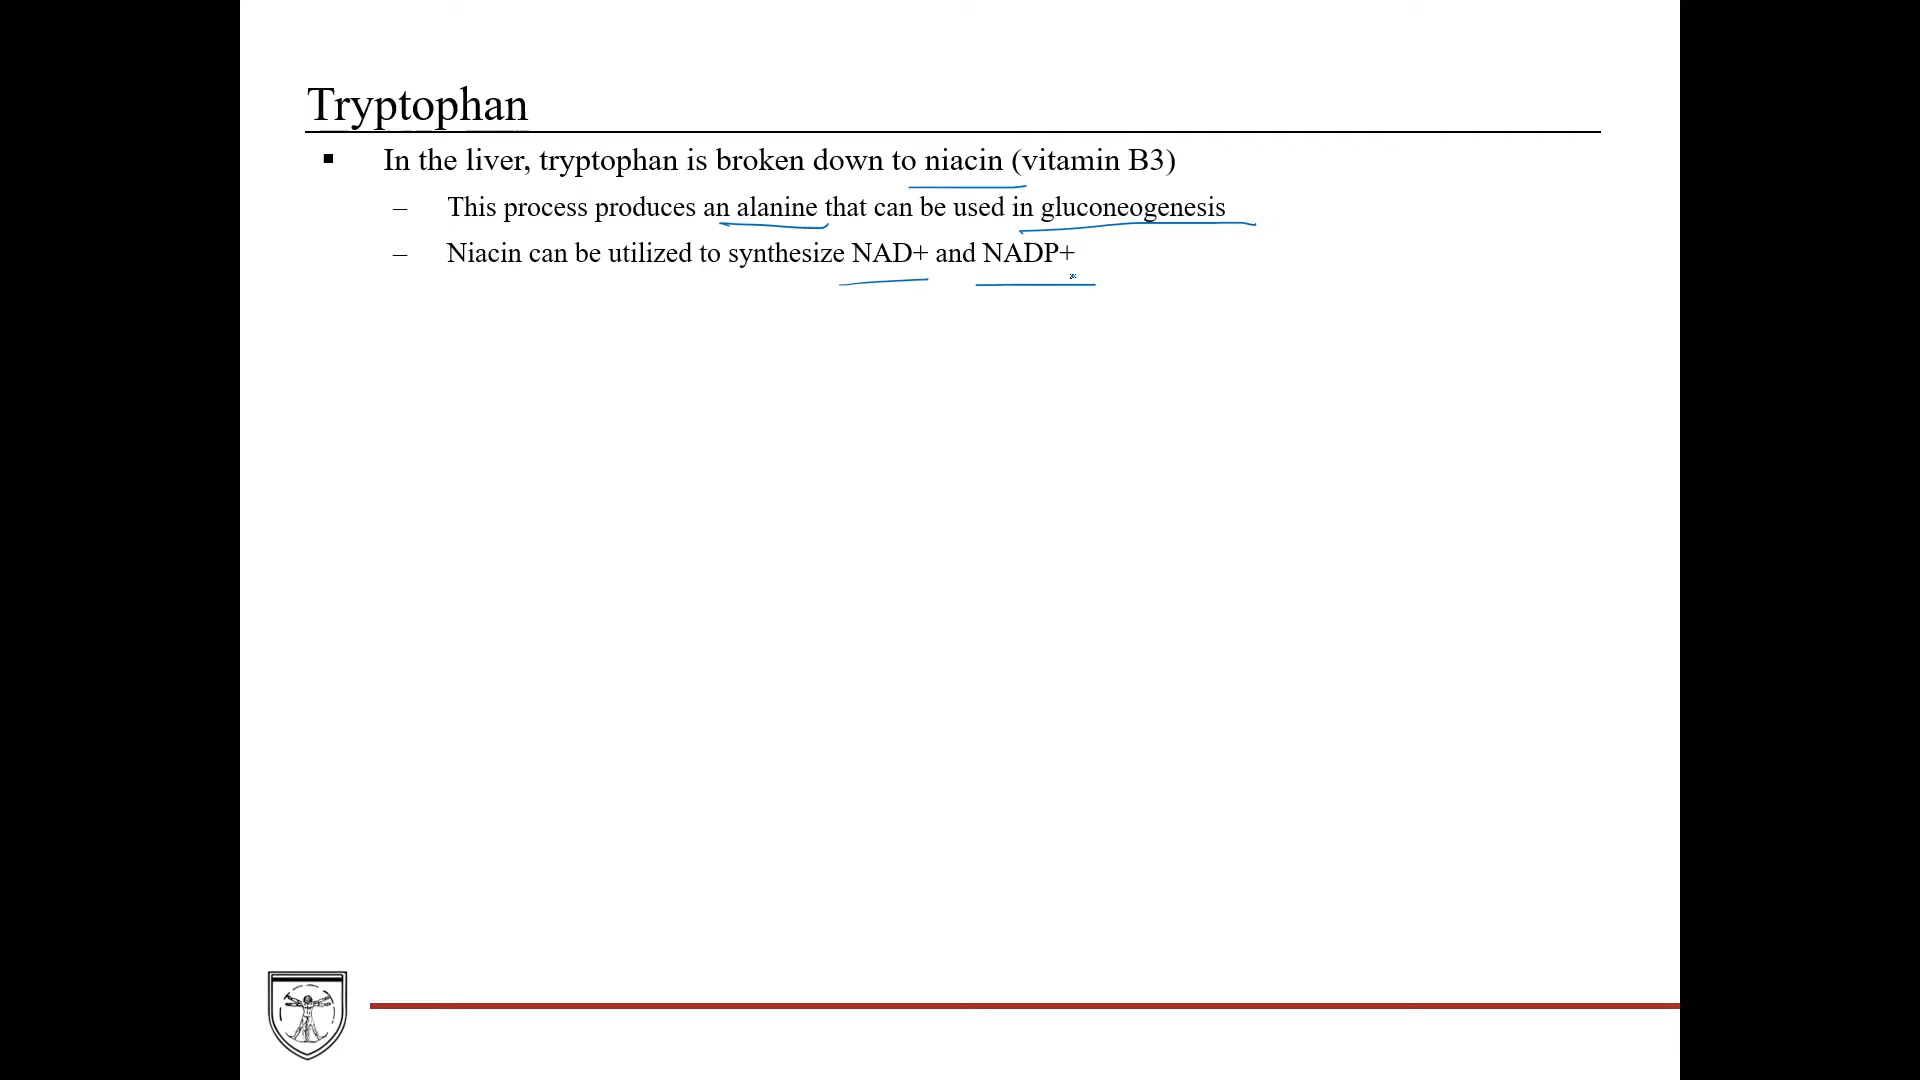 Tryptophan
▪ In the liver, tryptophan is broken down to niacin (vitamin B3)
– This process produces an alanine that can be used in gluconeogenesis
– Niacin can be utilized to synthesize NAD+ and NADP+